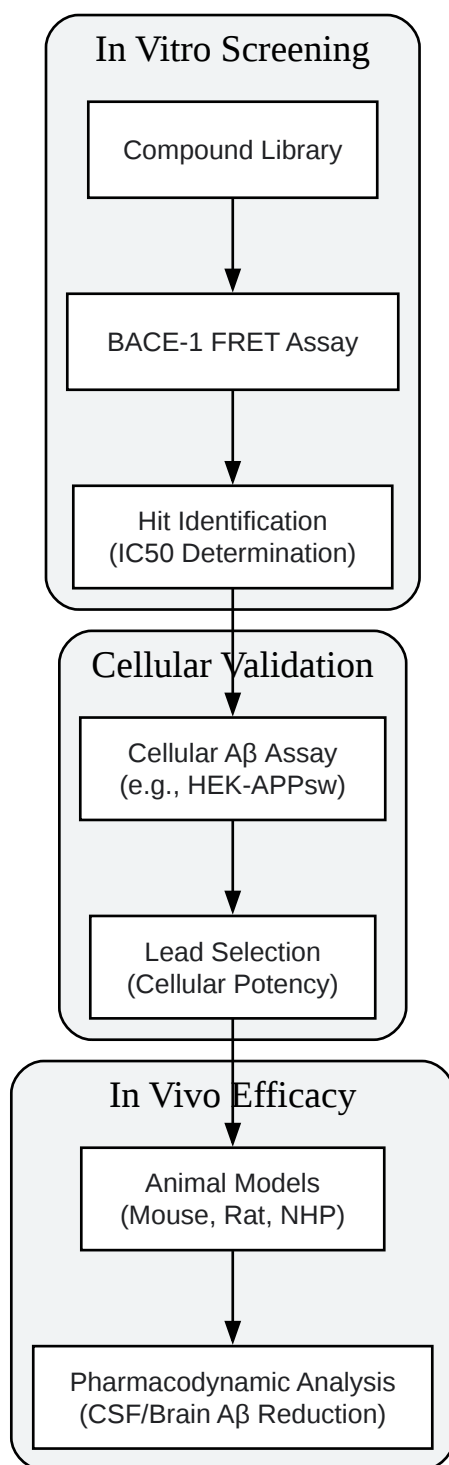 In Vitro Screening
Compound Library
BACE-1 FRET Assay
Hit Identification
(IC50 Determination)
Cellular Validation
Cellular Aβ Assay
(e.g., HEK-APPsw)
Lead Selection
(Cellular Potency)
In Vivo Efficacy
Animal Models
(Mouse, Rat, NHP)
Pharmacodynamic Analysis
(CSF/Brain Aβ Reduction)